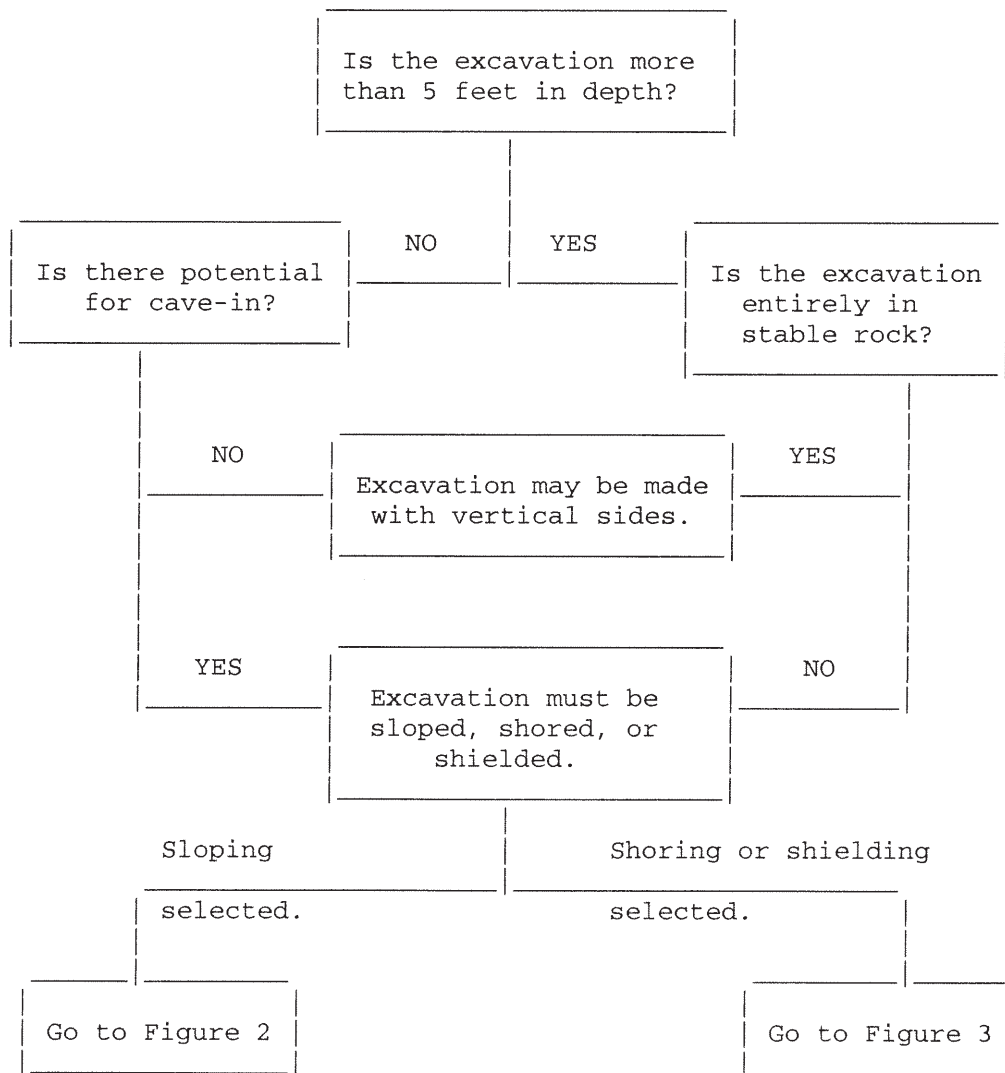 Is the excavation more
than 5 feet in depth?
NO
YES
Is there potential
for cave-in?
Is the excavation
entirely in
stable rock?
NO
Excavation may be made
with vertical sides.
YES
YES
Excavation must be
sloped, shored, or
shielded.
NO
Sloping
selected.
Shoring or shielding
selected.
Go to Figure 2
Go to Figure 3